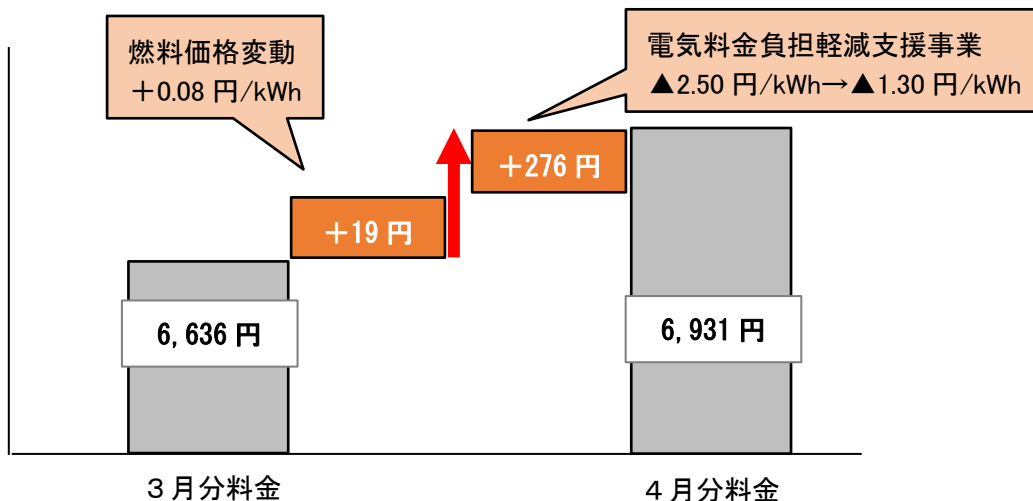 燃料価格変動
＋0.08 円/kWh
電気料金負担軽減支援事業
▲2.50 円/kWh→▲1.30 円/kWh
＋276 円
＋19 円
6,636 円
6,931 円
３月分料金
４月分料金